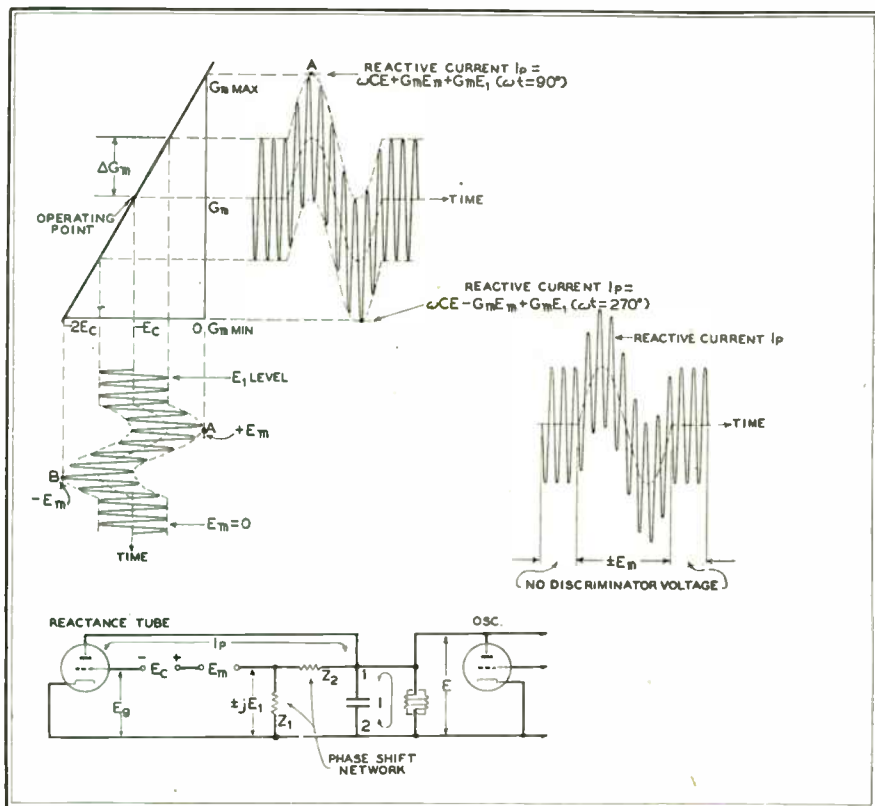 A
REACTIVE CURRENT Ip =
ωCE+GmEm+GmE₁ (ωt=90°)
Gm MAX
ΔGm
OPERATING
POINT
Gm
TIME
REACTIVE CURRENT Ip=
ωCE-GmEm+GmE₁ (ωt=270°)
-2Ec
-Ec
0
Gm MIN
REACTIVE CURRENT Ip
E₁ LEVEL
TIME
A
+Em
B
-Em
Em=0
TIME
±Em
NO DISCRIMINATOR VOLTAGE
REACTANCE TUBE
Ip
OSC.
- Ec +
Em
Z₂
1
Eg
±jE₁
Z₁
I
2
E
PHASE SHIFT
NETWORK